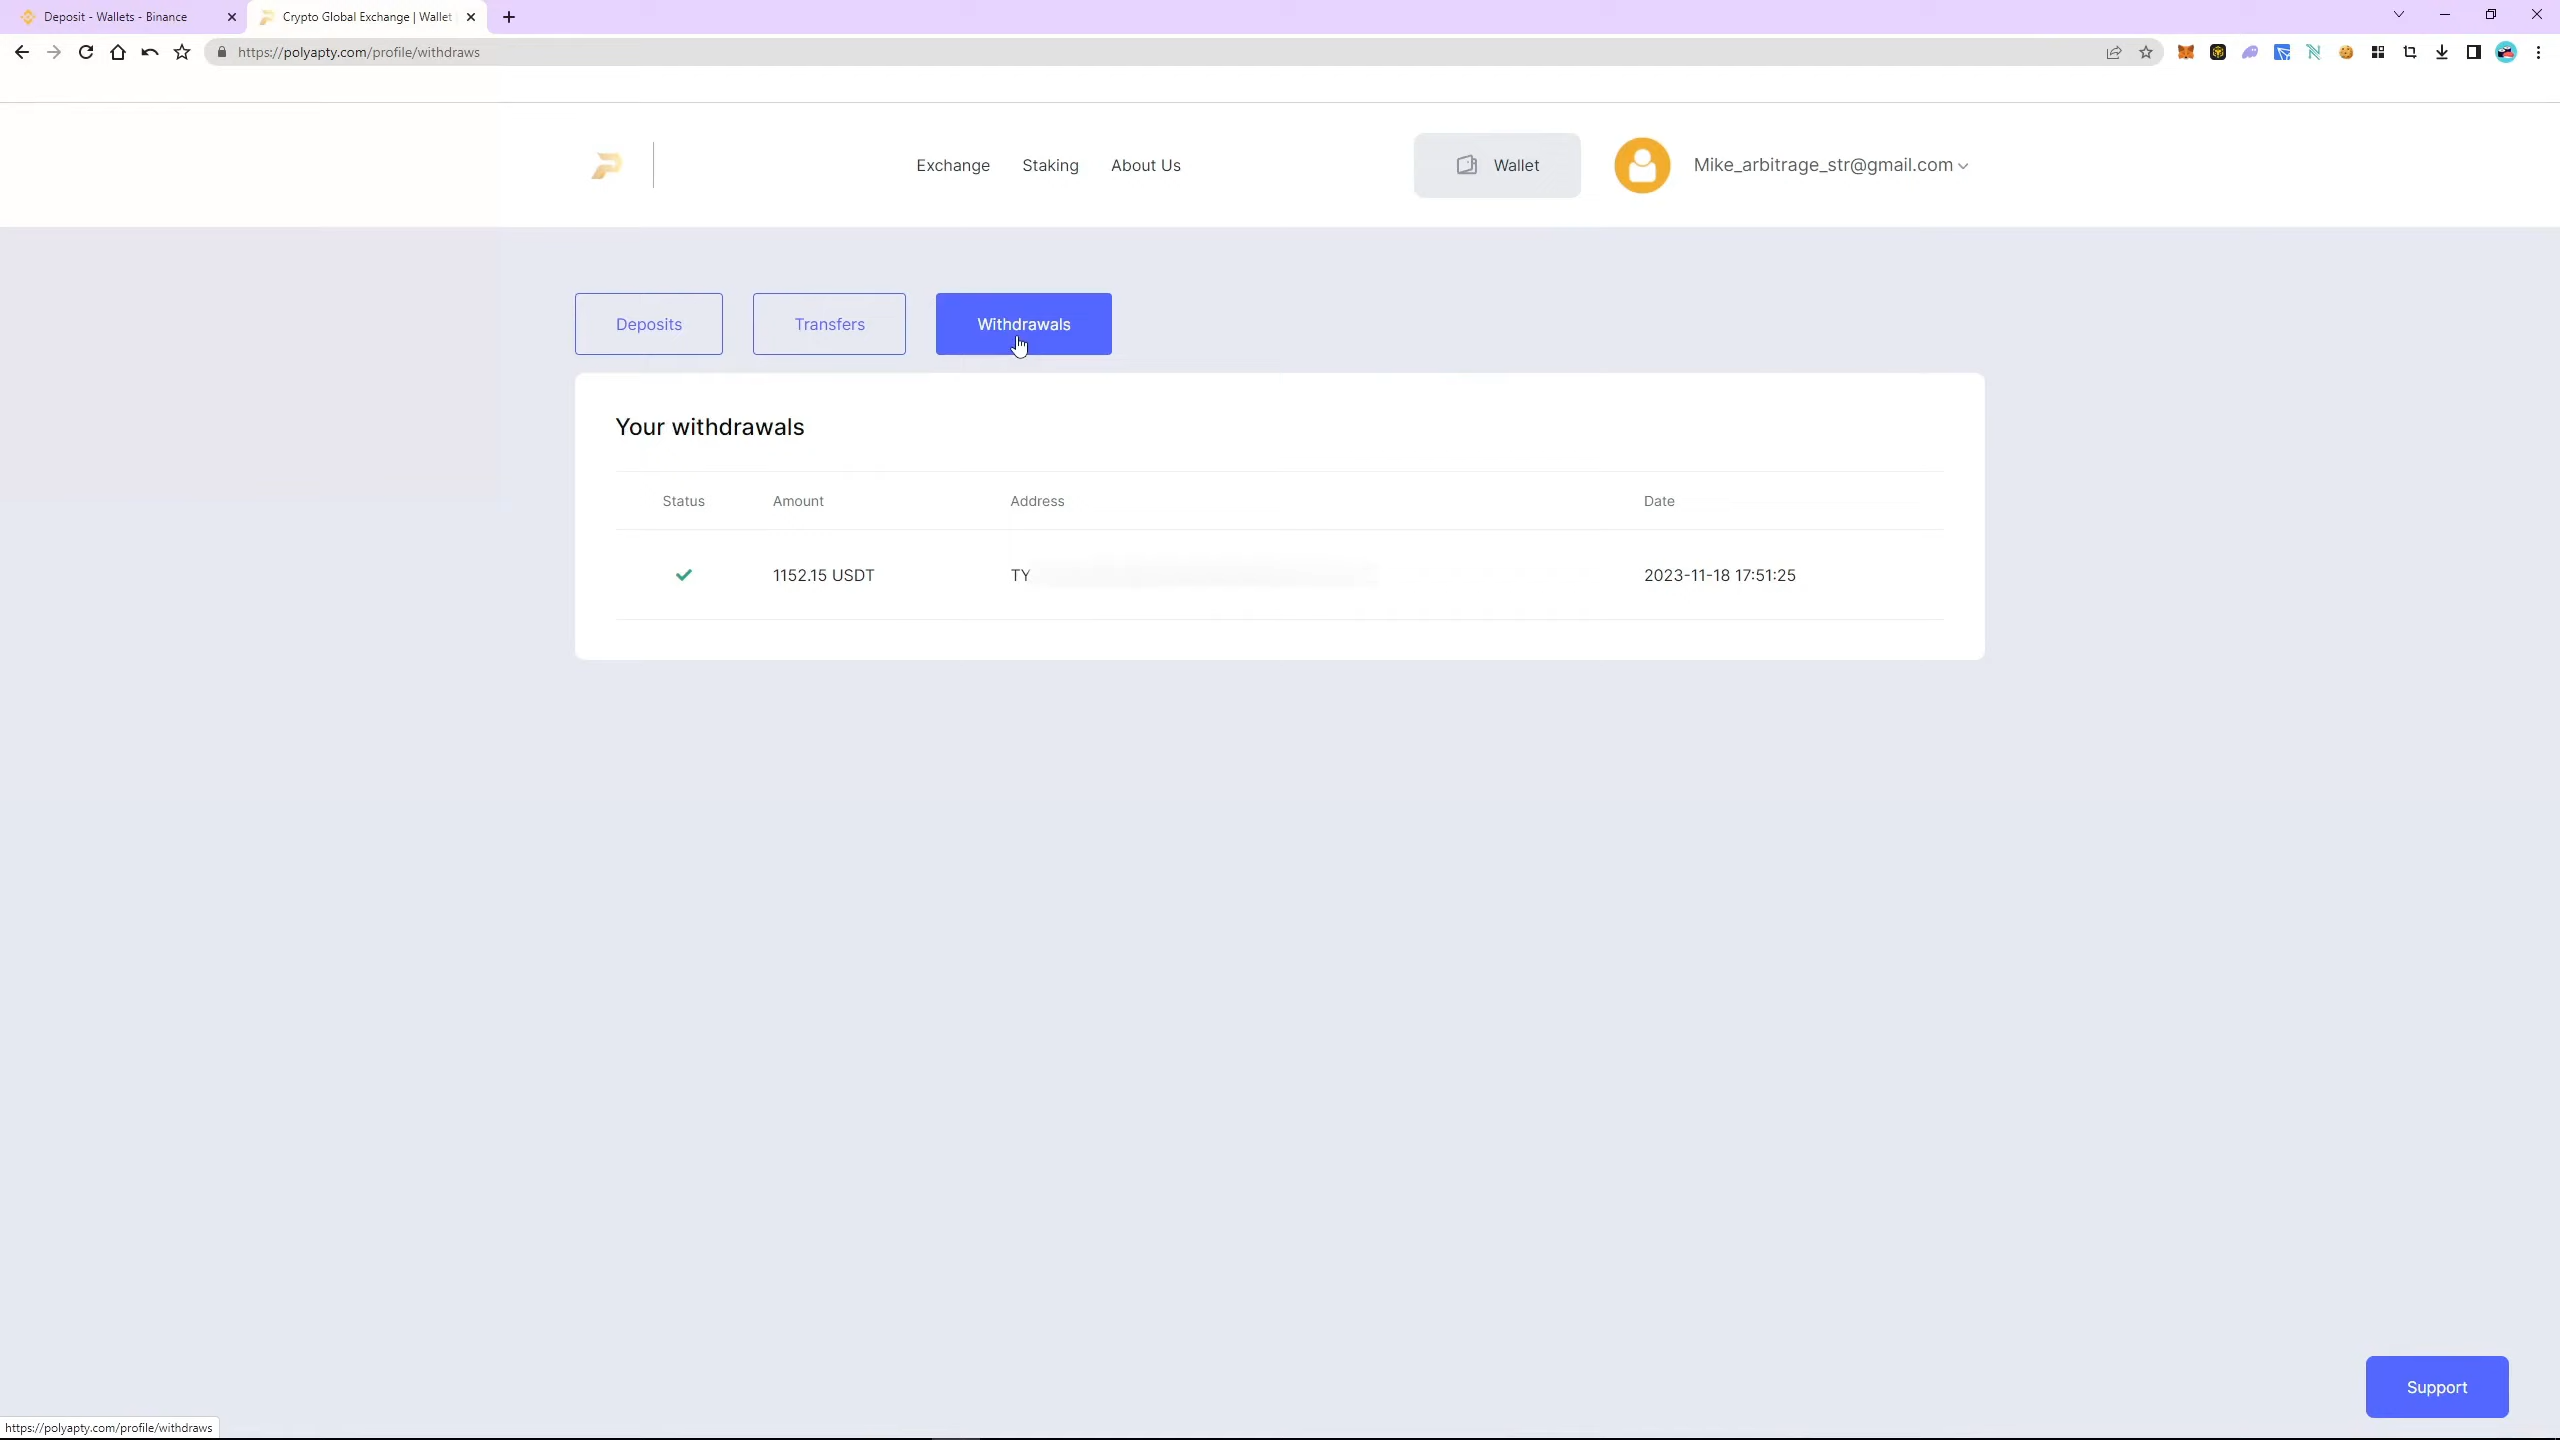 Deposit - Wallets - Binance
Crypto Global Exchange | Wallet
https://polyapty.com/profile/withdraws
Exchange
Staking
About Us
Wallet
Mike_arbitrage_str@gmail.com
Deposits
Transfers
Withdrawals
Your withdrawals
Status Amount Address Date
1152.15 USDT TY 2023-11-18 17:51:25
Support
https://polyapty.com/profile/withdraws